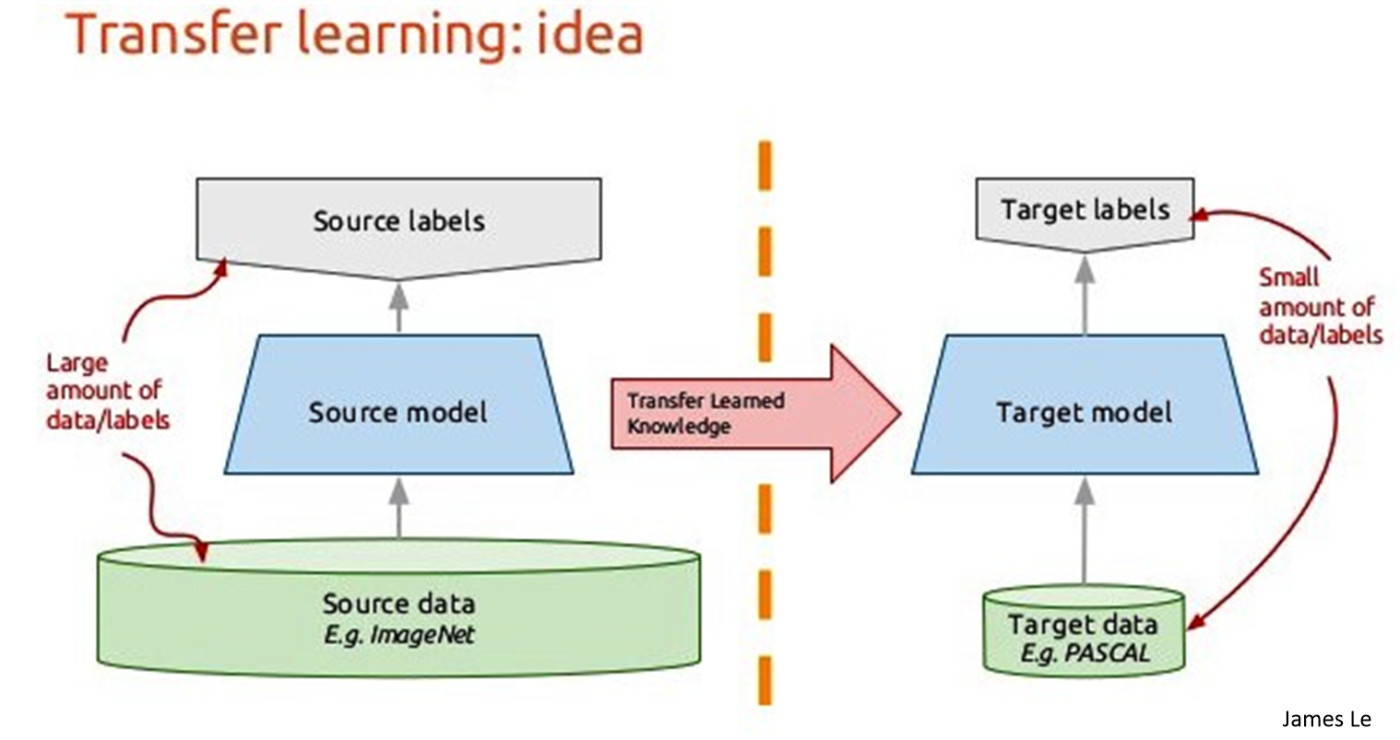 Transfer learning: idea
Source labels
Large
amount of
data/labels
Source model
Source data
E.g. ImageNet
Transfer Learned
Knowledge
Target labels
Small
amount of
data/labels
Target model
Target data
E.g. PASCAL
James Le